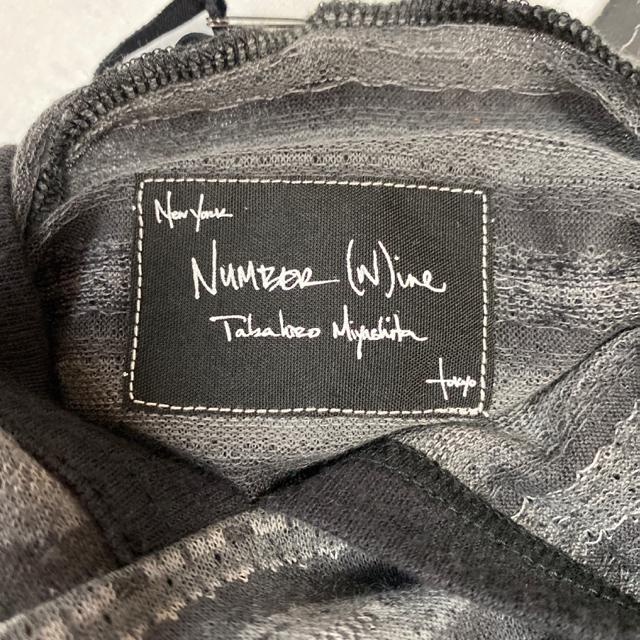 New York
NUMBER (N)ine
Takahiro Miyashita
tokyo